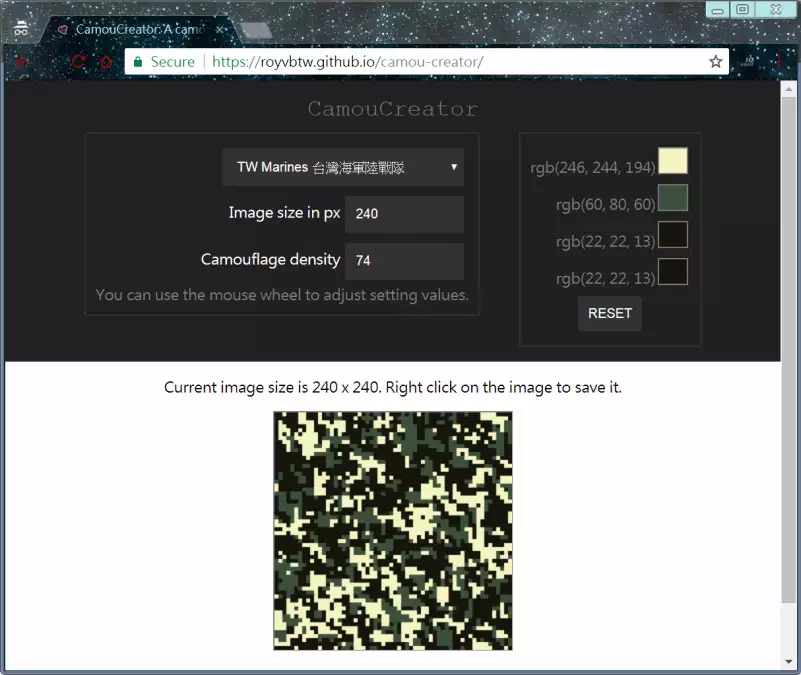 CamouCreator: A camo
Secure https://royvbtw.github.io/camou-creator/
CamouCreator
TW Marines 台灣海軍陸戰隊
Image size in px 240
Camouflage density 74
You can use the mouse wheel to adjust setting values.
rgb(246, 244, 194)
rgb(60, 80, 60)
rgb(22, 22, 13)
rgb(22, 22, 13)
RESET
Current image size is 240 x 240. Right click on the image to save it.